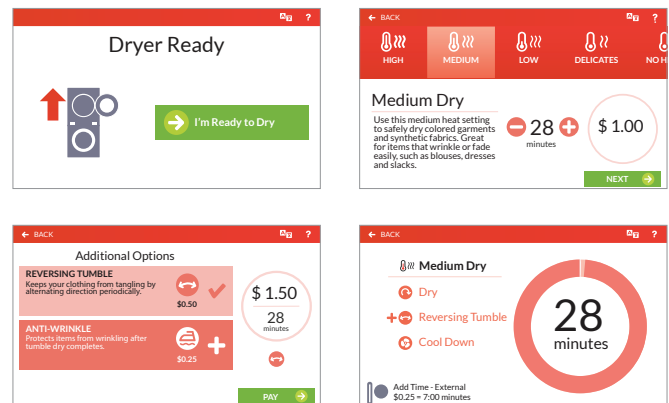 ?
Dryer Ready
I'm Ready to Dry
BACK
?
HIGH
MEDIUM
LOW
DELICATES
NO H
Medium Dry
Use this medium heat setting
to safely dry colored garments
and synthetic fabrics. Great
for items that wrinkle or fade
easily, such as blouses, dresses
and slacks.
28
minutes
$ 1.00
NEXT
BACK
?
Additional Options
REVERSING TUMBLE
Keeps your clothing from tangling by
alternating direction periodically.
$0.50
ANTI-WRINKLE
Protects items from wrinkling after
tumble dry completes.
$0.25
$ 1.50
28
minutes
PAY
BACK
?
Medium Dry
Dry
Reversing Tumble
Cool Down
28
minutes
Add Time - External
$0.25 = 7:00 minutes